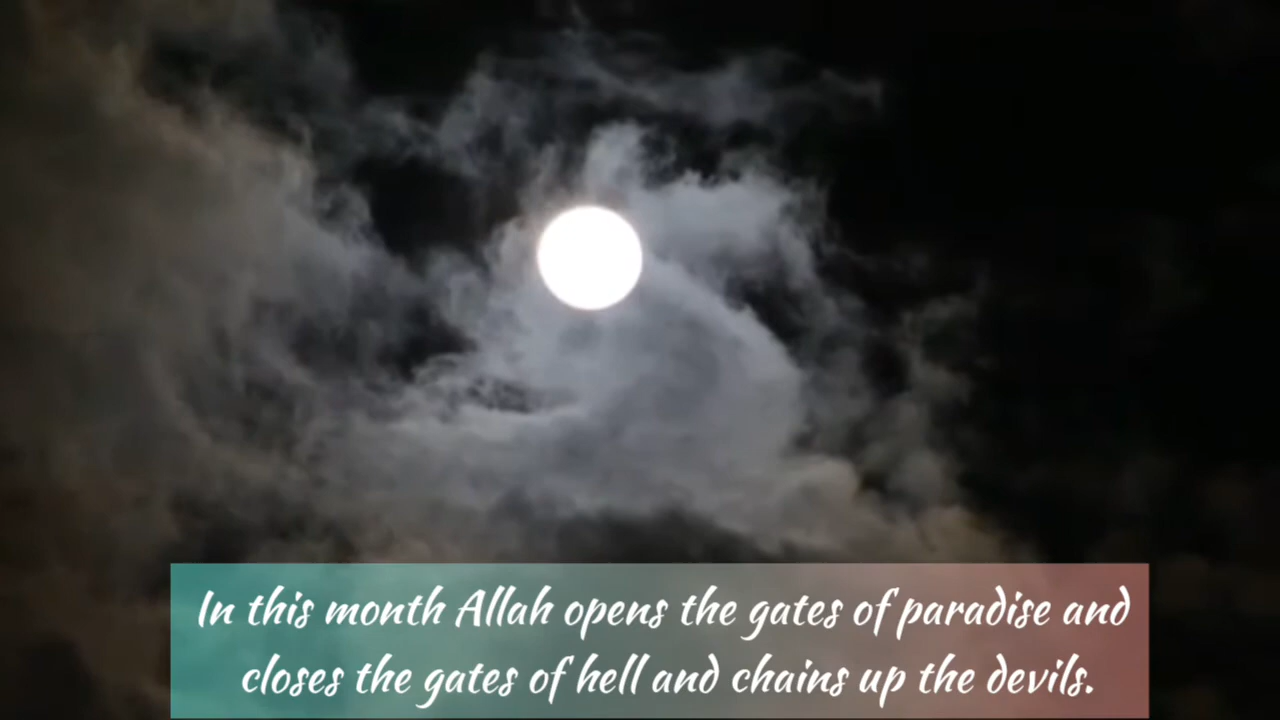 In this month Allah opens the gates of paradise and
closes the gates of hell and chains up the devils.